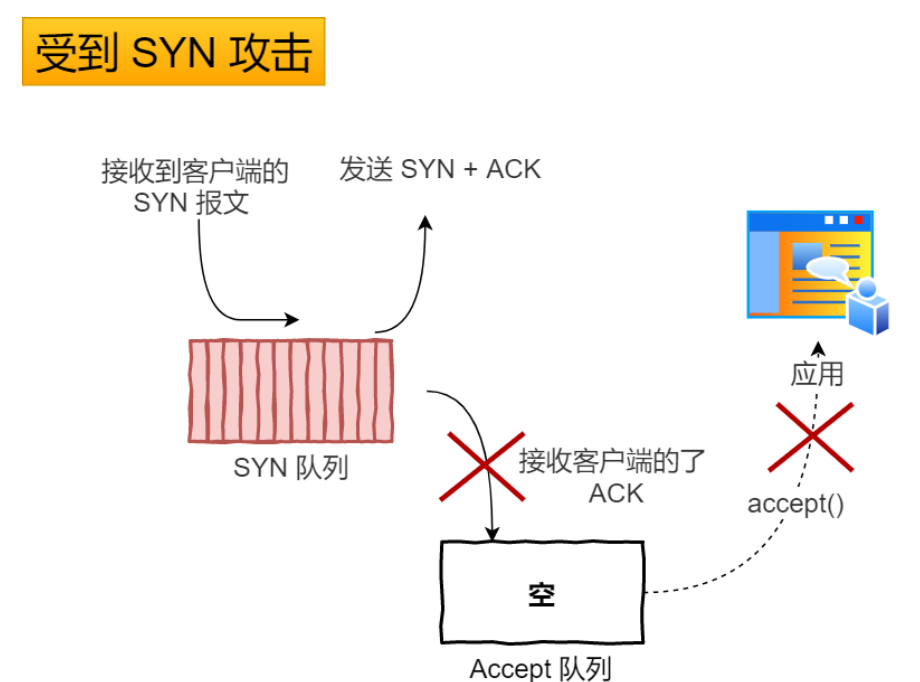 受到 SYN 攻击
接收到客户端的
SYN 报文
发送 SYN + ACK
应用
SYN 队列
接收客户端的了
ACK
accept()
空
Accept 队列